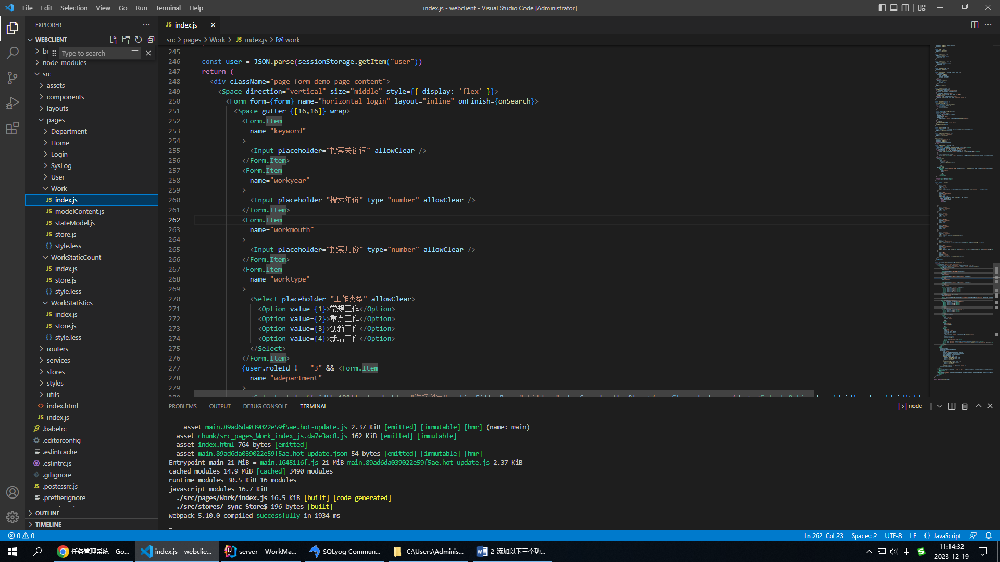 File Edit Selection View Go Run Terminal Help
index.js - webclient - Visual Studio Code [Administrator]
EXPLORER
WEBCLIENT
bu
Type to search
node_modules
src
assets
components
layouts
pages
Department
Home
Login
SysLog
User
Work
JS index.js
JS modelContent.js
JS stateModel.js
JS store.js
{} style.less
WorkStaticCount
JS index.js
JS store.js
{} style.less
WorkStatistics
JS index.js
JS store.js
{} style.less
routers
services
stores
styles
utils
<> index.html
JS index.js
.babelrc
.editorconfig
.eslintcache
.eslintrc.js
.gitignore
JS .postcssrc.js
.prettierignore
OUTLINE
TIMELINE
JS index.js
src > pages > Work > JS index.js > work
245
246 const user = JSON.parse(sessionStorage.getItem("user"))
247 return (
248 <div className="page-form-demo page-content">
249 <Space direction="vertical" size="middle" style={{ display: 'flex' }}>
250 <Form form={form} name="horizontal_login" layout="inline" onFinish={onSearch}>
251 <Space gutter={[16,16]} wrap>
252 <Form.Item
253 name="keyword"
254 >
255 <Input placeholder="搜索关键词" allowClear />
256 </Form.Item>
257 <Form.Item
258 name="workyear"
259 >
260 <Input placeholder="搜索年份" type="number" allowClear />
261 </Form.Item>
262 <Form.Item
263 name="workmouth"
264 >
265 <Input placeholder="搜索月份" type="number" allowClear />
266 </Form.Item>
267 <Form.Item
268 name="worktype"
269 >
270 <Select placeholder="工作类型" allowClear>
271 <Option value={1}>常规工作</Option>
272 <Option value={2}>重点工作</Option>
273 <Option value={3}>创新工作</Option>
274 <Option value={4}>新增工作</Option>
275 </Select>
276 </Form.Item>
277 {user.roleId !== "3" && <Form.Item
278 name="wdepartment"
279 >
PROBLEMS OUTPUT DEBUG CONSOLE TERMINAL
node
asset main.89ad6da039022e59f5ae.hot-update.js 2.37 KiB [emitted] [immutable] [hmr] (name: main)
asset chunk/src_pages_Work_index_js.da7e3ac8.js 162 KiB [emitted] [immutable]
asset index.html 764 bytes [emitted]
asset main.89ad6da039022e59f5ae.hot-update.json 54 bytes [emitted] [immutable] [hmr]
Entrypoint main 21 MiB = main.1645116f.js 21 MiB main.89ad6da039022e59f5ae.hot-update.js 2.37 KiB
cached modules 14.9 MiB [cached] 3490 modules
runtime modules 30.5 KiB 16 modules
javascript modules 16.7 KiB
./src/pages/Work/index.js 16.5 KiB [built] [code generated]
./src/stores/ sync Store$ 196 bytes [built]
webpack 5.10.0 compiled successfully in 1934 ms
0 0
Ln 262, Col 23 Spaces: 2 UTF-8 LF {} JavaScript
任务管理系统 - Go...
index.js - webclie...
server – WorkMa...
SQLyog Commun...
C:\Users\Adminis...
2-添加以下三个功...
中
11:14:32
2023-12-19